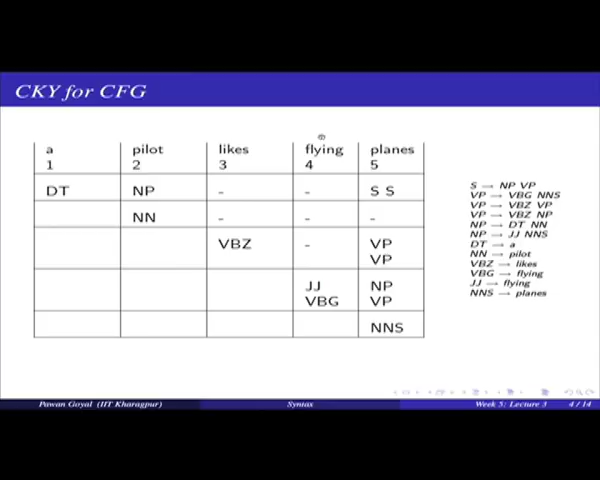 CKY for CFG
a pilot likes flying planes
1 2 3 4 5
DT NP - - S S
NN - - -
VBZ - VP
VP
JJ NP
VBG VP
NNS
S → NP VP
VP → VBG NNS
VP → VBZ VP
VP → VBZ NP
NP → DT NN
NP → JJ NNS
DT → a
NN → pilot
VBZ → likes
VBG → flying
JJ → flying
NNS → planes
Pawan Goyal (IIT Kharagpur) Syntax Week 5: Lecture 3 4 / 14